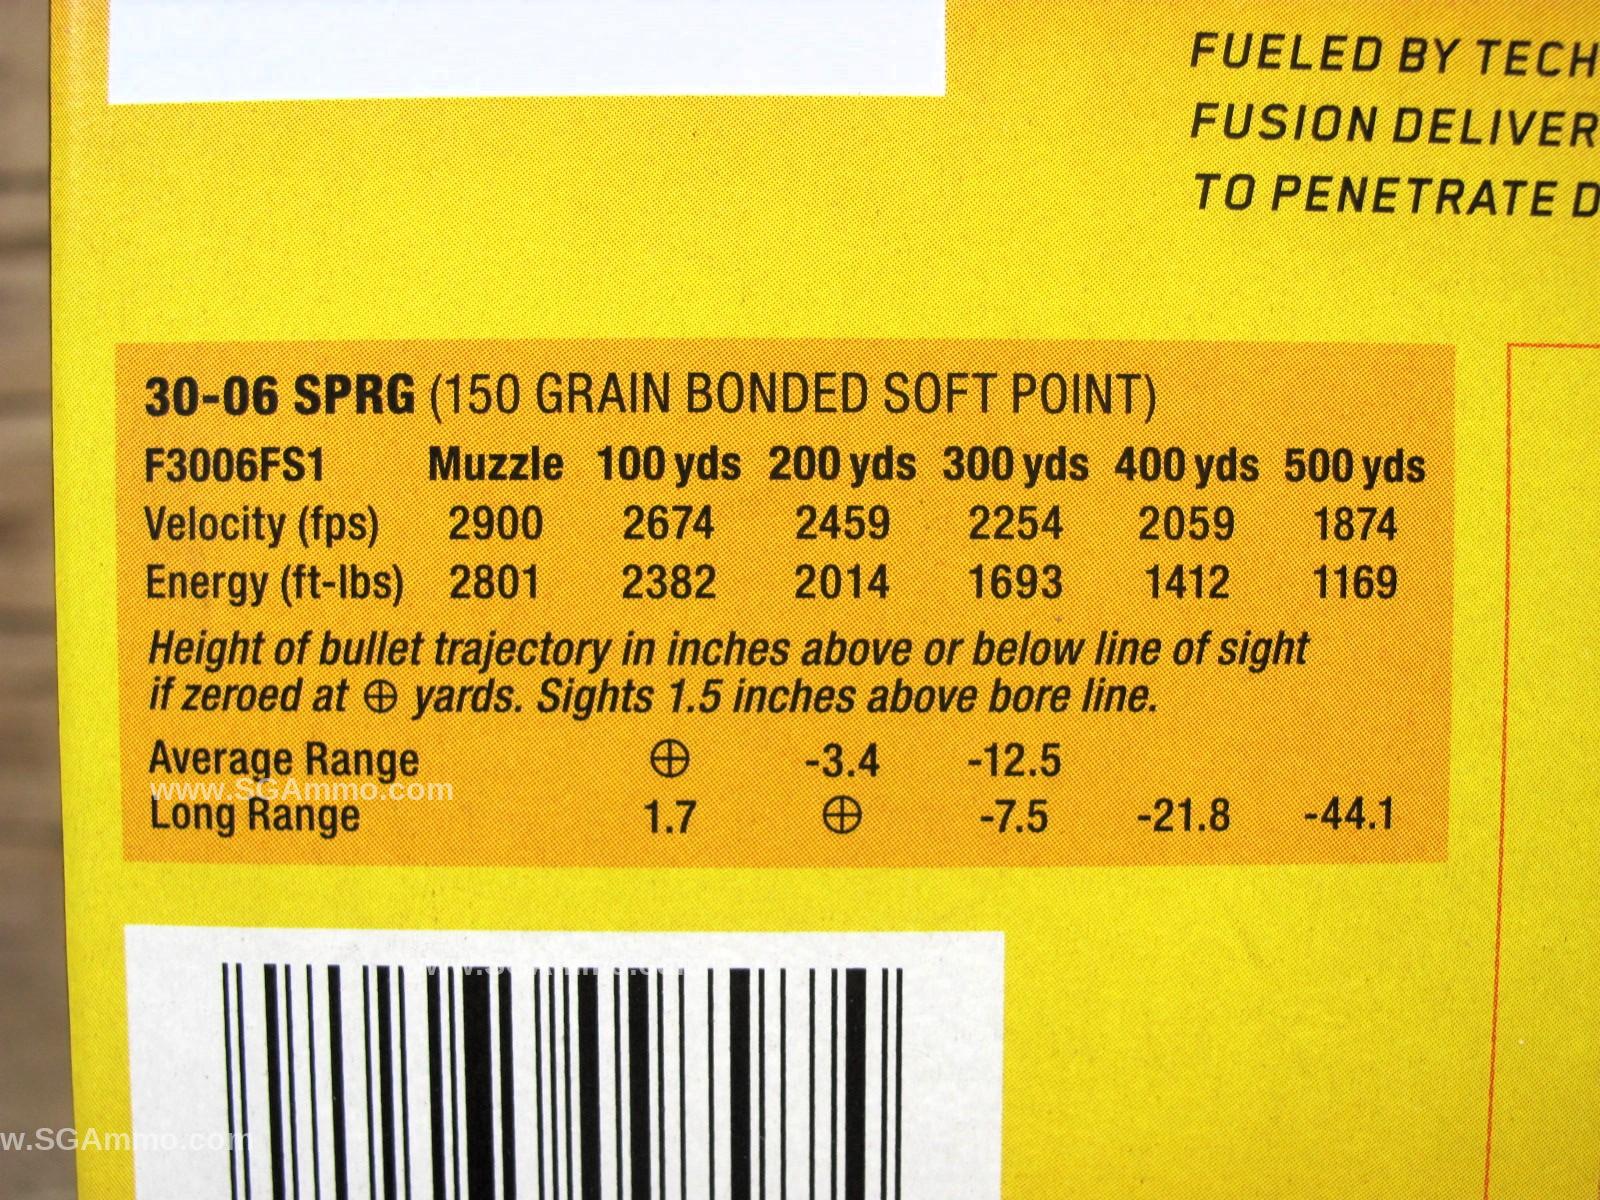 FUELED BY TECH
FUSION DELIVER
TO PENETRATE D
30-06 SPRG (150 GRAIN BONDED SOFT POINT)
F3006FS1 Muzzle 100 yds 200 yds 300 yds 400 yds 500 yds
Velocity (fps) 2900 2674 2459 2254 2059 1874
Energy (ft-lbs) 2801 2382 2014 1693 1412 1169
Height of bullet trajectory in inches above or below line of sight
if zeroed at ⊕ yards. Sights 1.5 inches above bore line.
Average Range ⊕ -3.4 -12.5
www.SGAmmo.com
Long Range 1.7 ⊕ -7.5 -21.8 -44.1
www.SGAmmo.com
w.SGAmmo.com